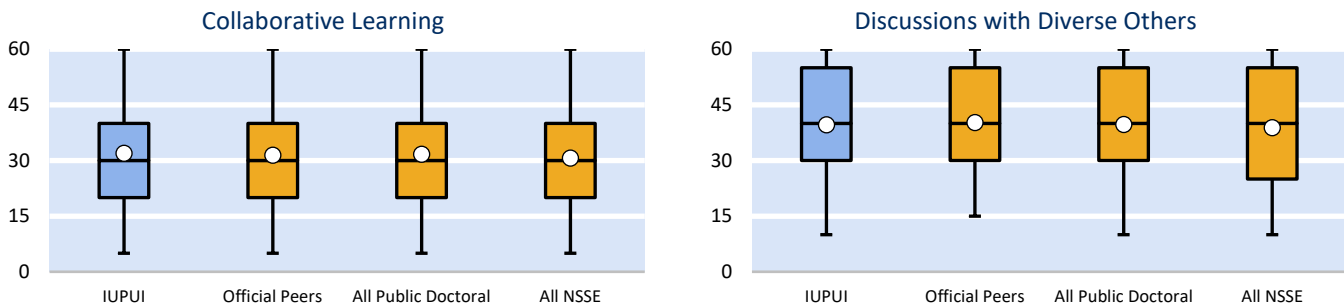 Collaborative Learning
60
45
30
15
0
IUPUI Official Peers All Public Doctoral All NSSE
Discussions with Diverse Others
60
45
30
15
0
IUPUI Official Peers All Public Doctoral All NSSE